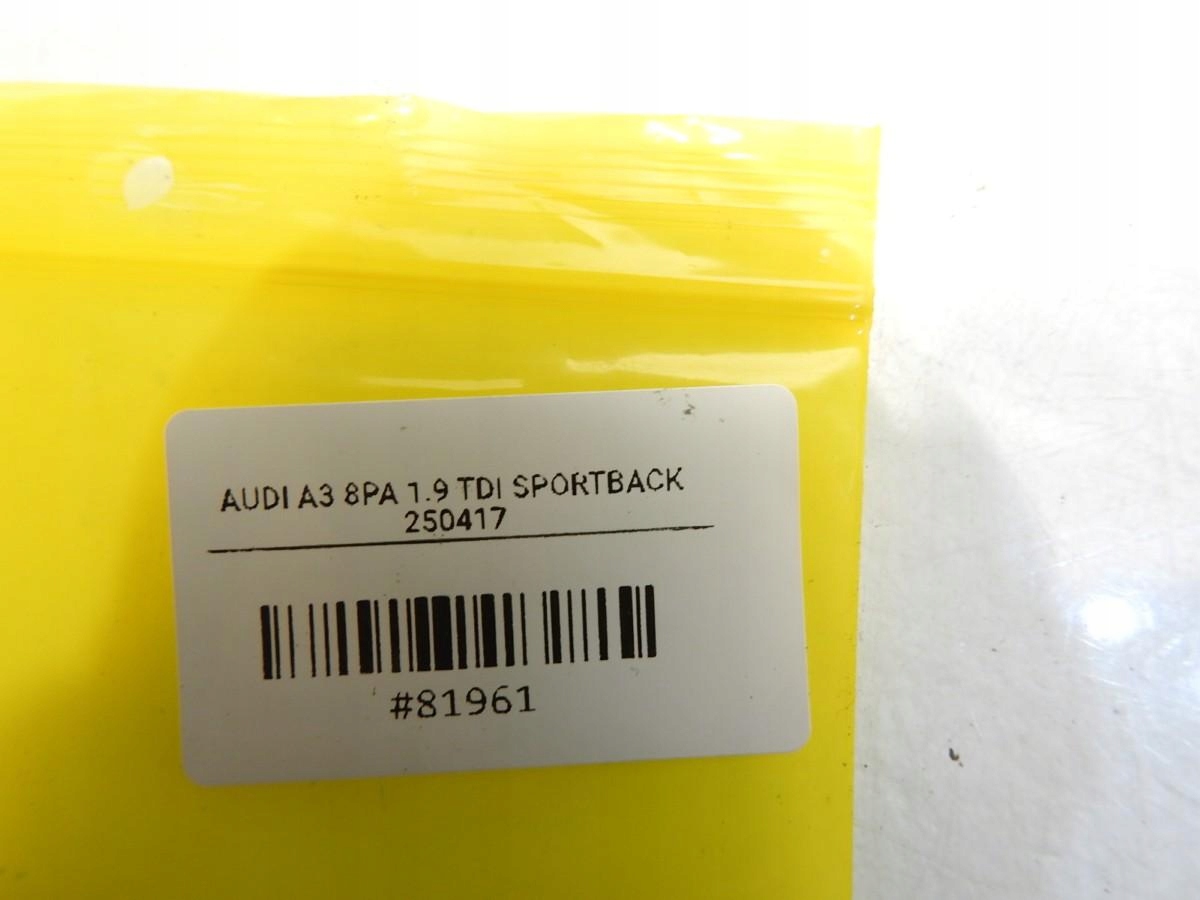 AUDI A3 8PA 1.9 TDI SPORTBACK
250417
#81961